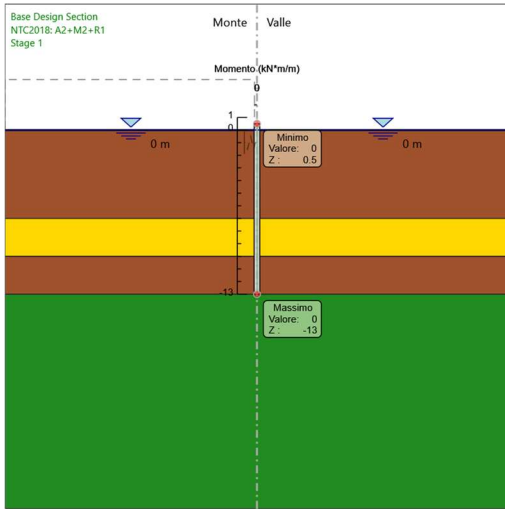 Base Design Section
NTC2018: A2+M2+R1
Stage 1
Monte
Valle
Momento (kN*m/m)
0
1
0
0 m
0 m
Minimo
Valore: 0
Z : 0.5
-13
Massimo
Valore: 0
Z : -13